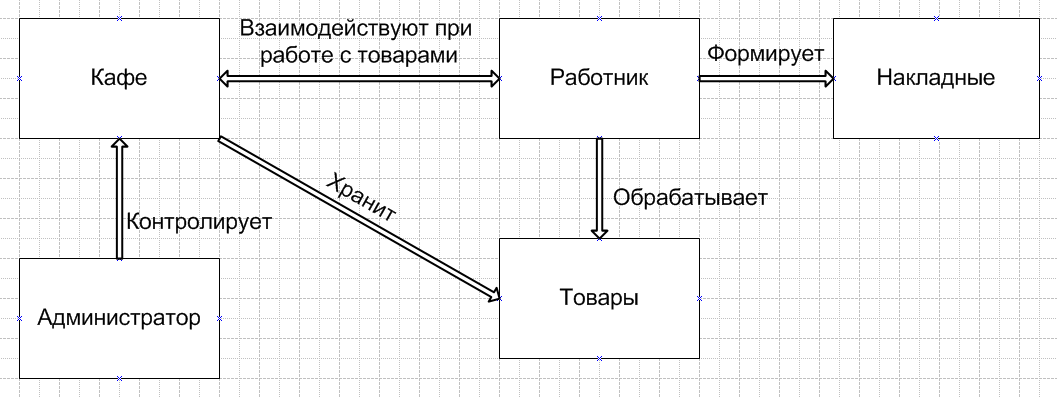 Взаимодействуют при
работе с товарами
Кафе
Работник
Формирует
Накладные
Хранит
Обрабатывает
Контролирует
Администратор
Товары